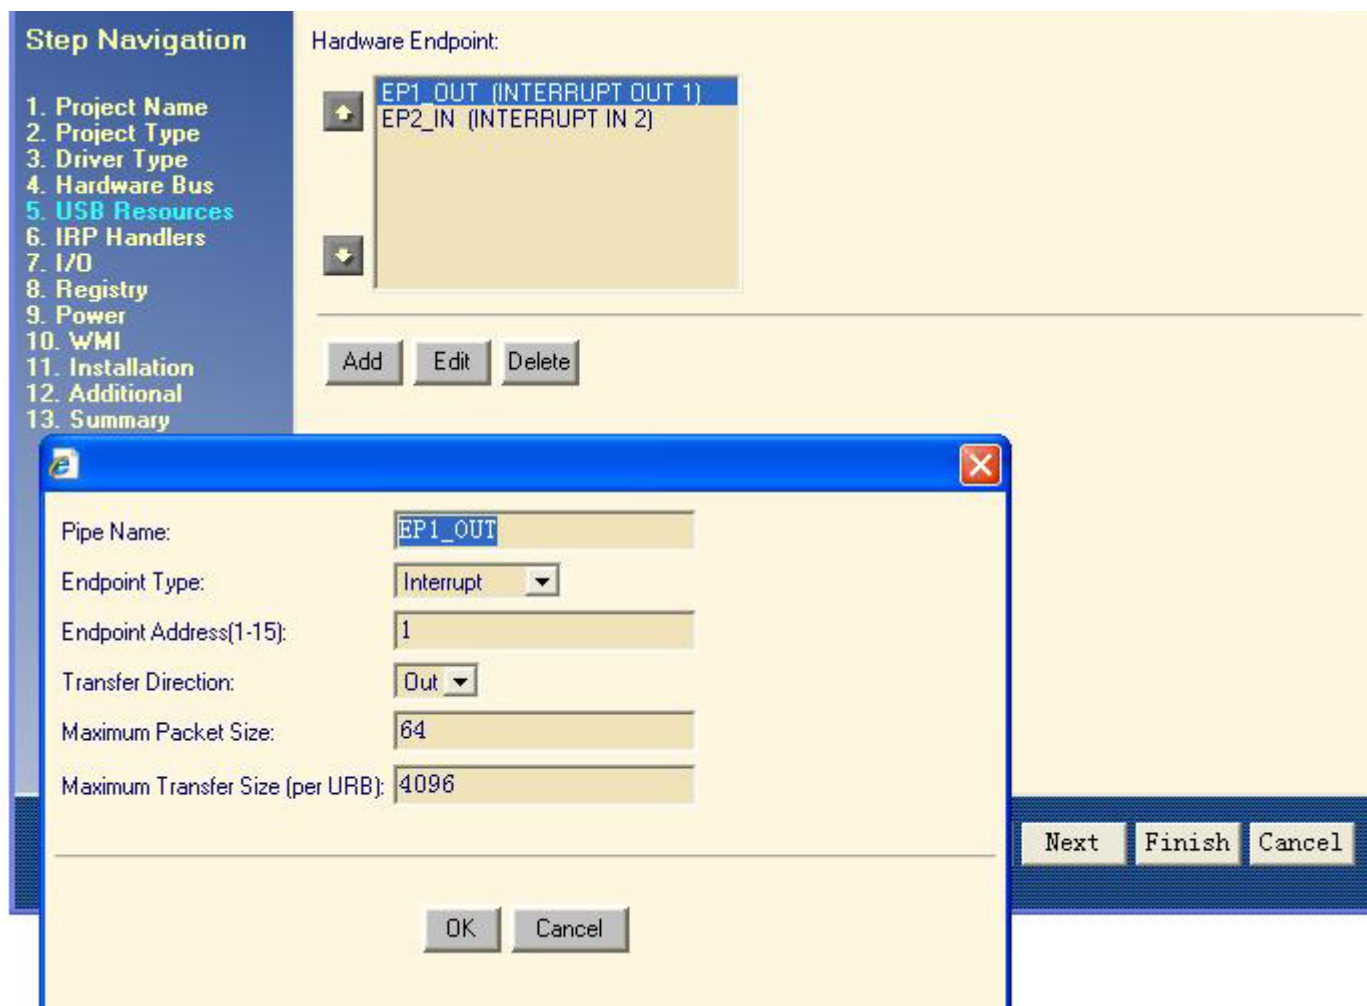 Step Navigation
1. Project Name
2. Project Type
3. Driver Type
4. Hardware Bus
5. USB Resources
6. IRP Handlers
7. I/O
8. Registry
9. Power
10. WMI
11. Installation
12. Additional
13. Summary
Hardware Endpoint:
EP1_OUT (INTERRUPT OUT 1)
EP2_IN (INTERRUPT IN 2)
Add Edit Delete
Pipe Name: EP1_OUT
Endpoint Type: Interrupt
Endpoint Address(1-15): 1
Transfer Direction: Out
Maximum Packet Size: 64
Maximum Transfer Size (per URB): 4096
OK Cancel
Next Finish Cancel